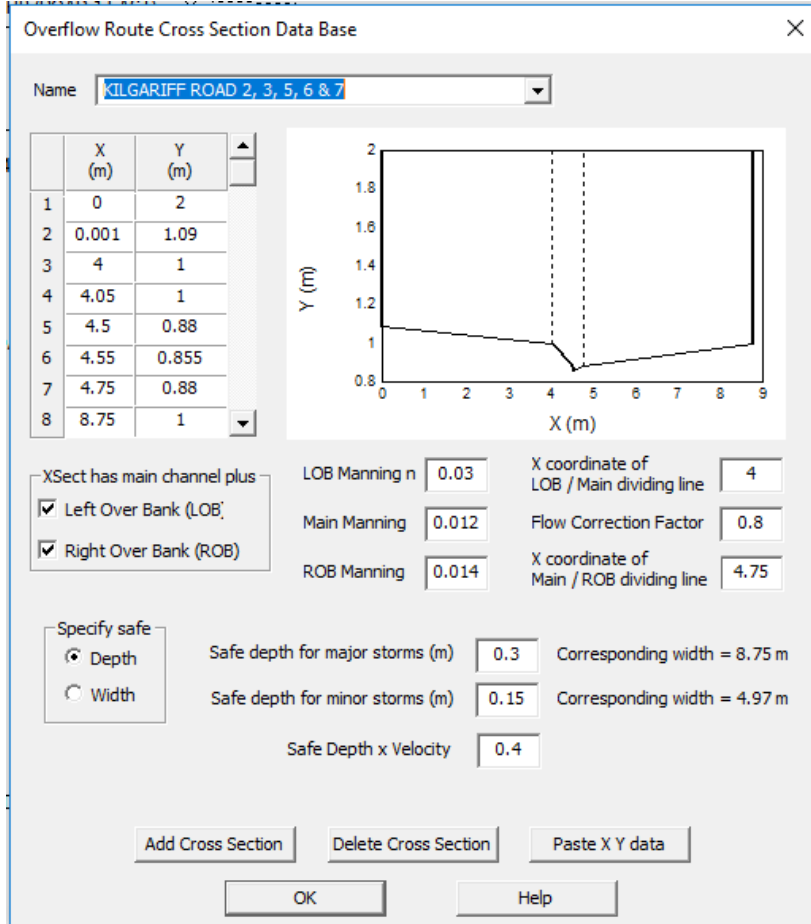 Overflow Route Cross Section Data Base
Name KILGARIFF ROAD 2, 3, 5, 6 & 7
X (m) Y (m)
1 0 2
2 0.001 1.09
3 4 1
4 4.05 1
5 4.5 0.88
6 4.55 0.855
7 4.75 0.88
8 8.75 1
2
1.8
1.6
1.4
1.2
1
0.8
Y (m)
0 1 2 3 4 5 6 7 8 9
X (m)
XSect has main channel plus
Left Over Bank (LOB)
Right Over Bank (ROB)
LOB Manning n 0.03
Main Manning 0.012
ROB Manning 0.014
X coordinate of
LOB / Main dividing line 4
Flow Correction Factor 0.8
X coordinate of
Main / ROB dividing line 4.75
Specify safe
Depth
Width
Safe depth for major storms (m) 0.3 Corresponding width = 8.75 m
Safe depth for minor storms (m) 0.15 Corresponding width = 4.97 m
Safe Depth x Velocity 0.4
Add Cross Section Delete Cross Section Paste X Y data
OK Help